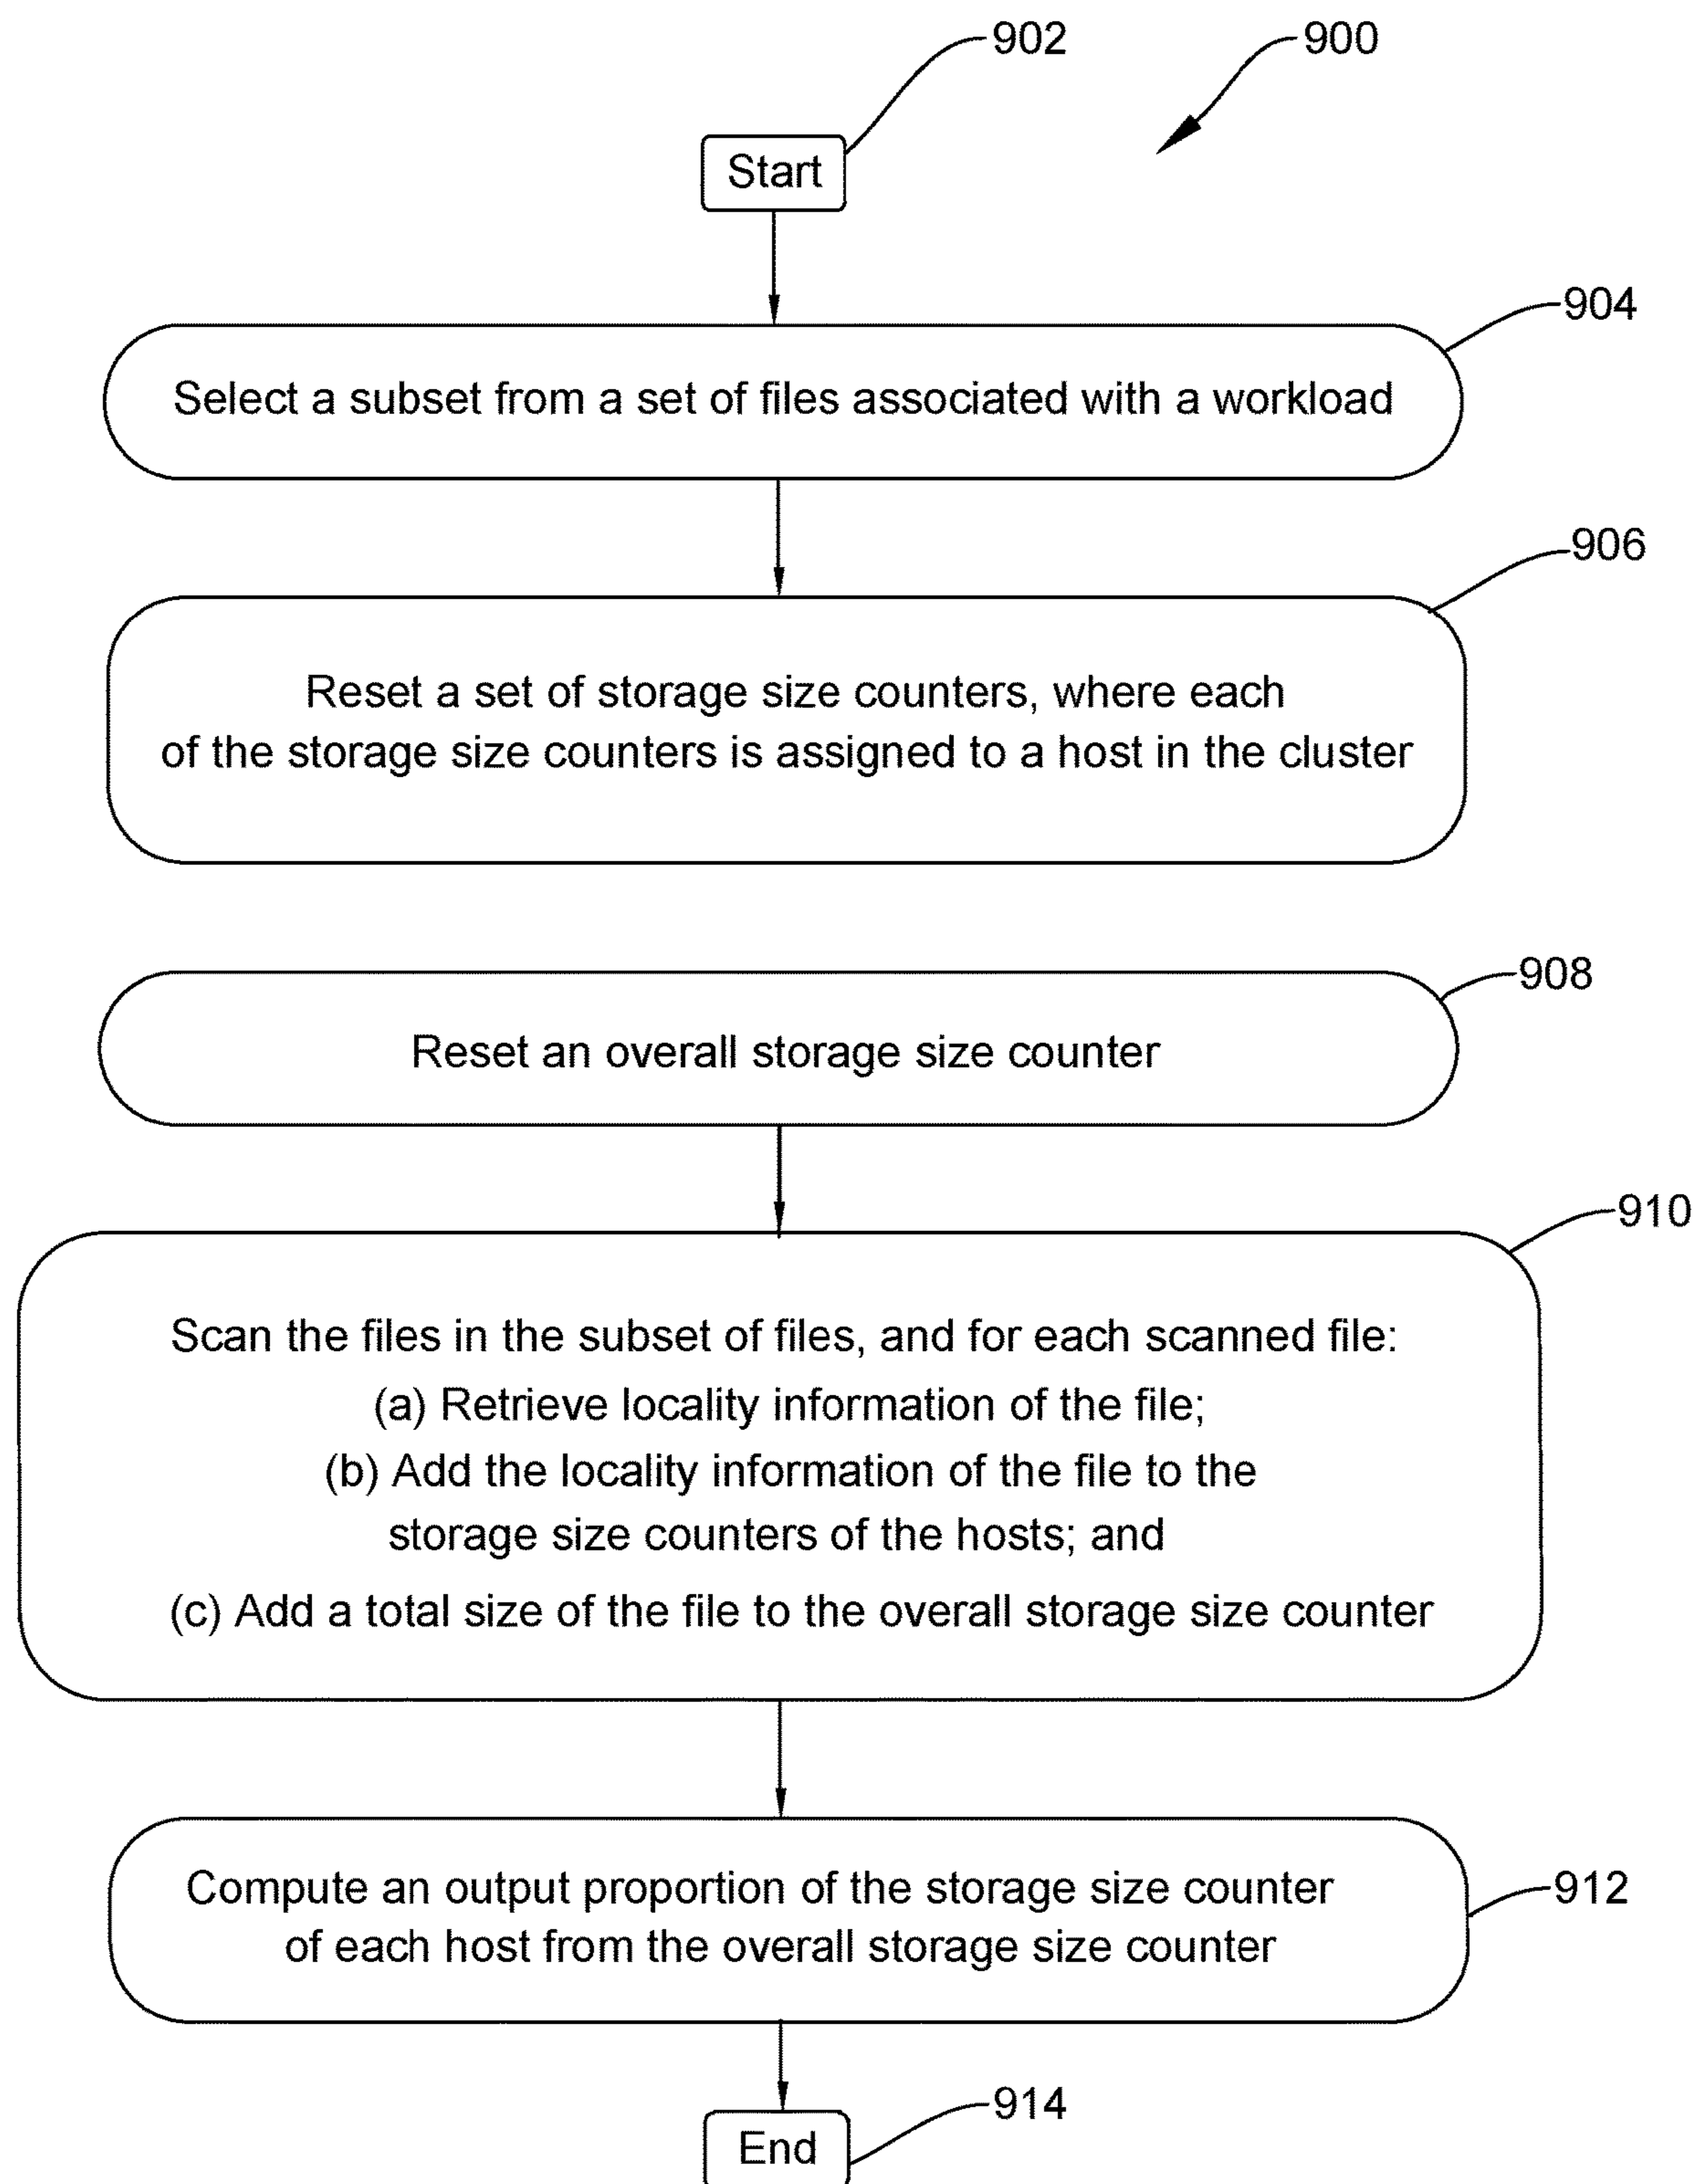 902
900
Start
904
Select a subset from a set of files associated with a workload
906
Reset a set of storage size counters, where each
of the storage size counters is assigned to a host in the cluster
908
Reset an overall storage size counter
910
Scan the files in the subset of files, and for each scanned file:
(a) Retrieve locality information of the file;
(b) Add the locality information of the file to the
storage size counters of the hosts; and
(c) Add a total size of the file to the overall storage size counter
Compute an output proportion of the storage size counter
of each host from the overall storage size counter
912
914
End